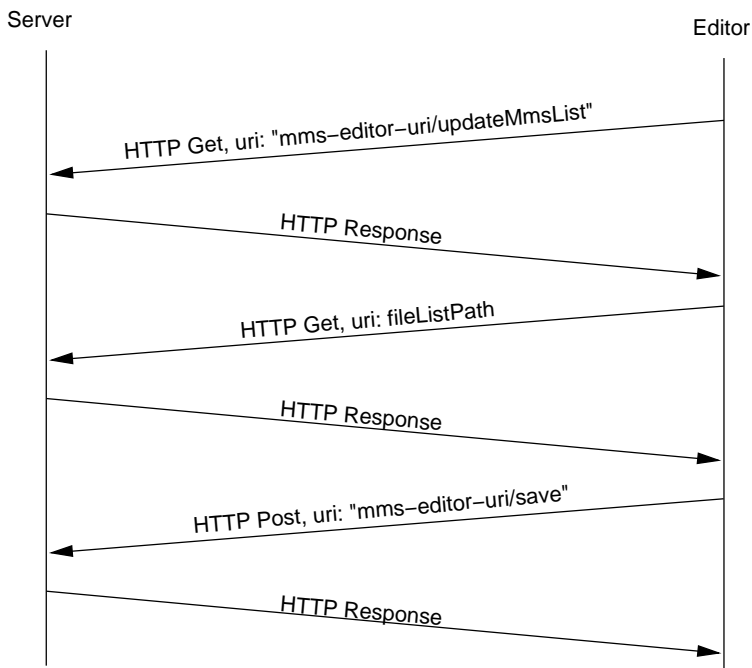 Server
Editor
HTTP Get, uri: "mms−editor−uri/updateMmsList"
HTTP Response
HTTP Get, uri: fileListPath
HTTP Response
HTTP Post, uri: "mms−editor−uri/save"
HTTP Response